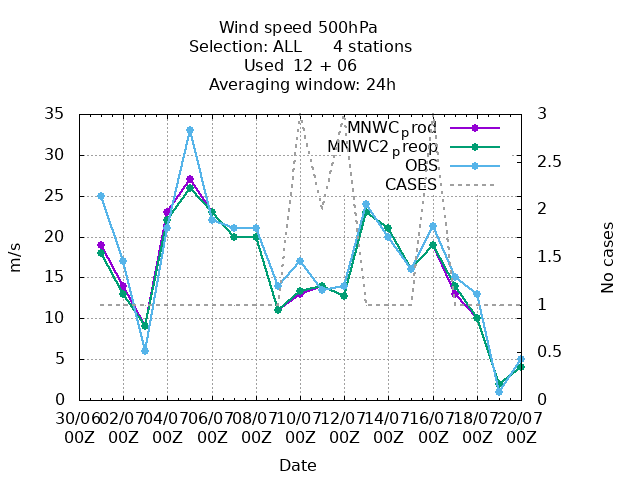 Wind speed 500hPa
Selection: ALL 4 stations
Used 12 + 06
Averaging window: 24h
MNWC_prod
MNWC2_preop
OBS
CASES
35
30
25
20
15
10
5
0
m/s
3
2.5
2
1.5
1
0.5
0
No cases
30/06 02/07 04/07 06/07 08/07 10/07 12/07 14/07 16/07 18/07 20/07
00Z 00Z 00Z 00Z 00Z 00Z 00Z 00Z 00Z 00Z 00Z
Date